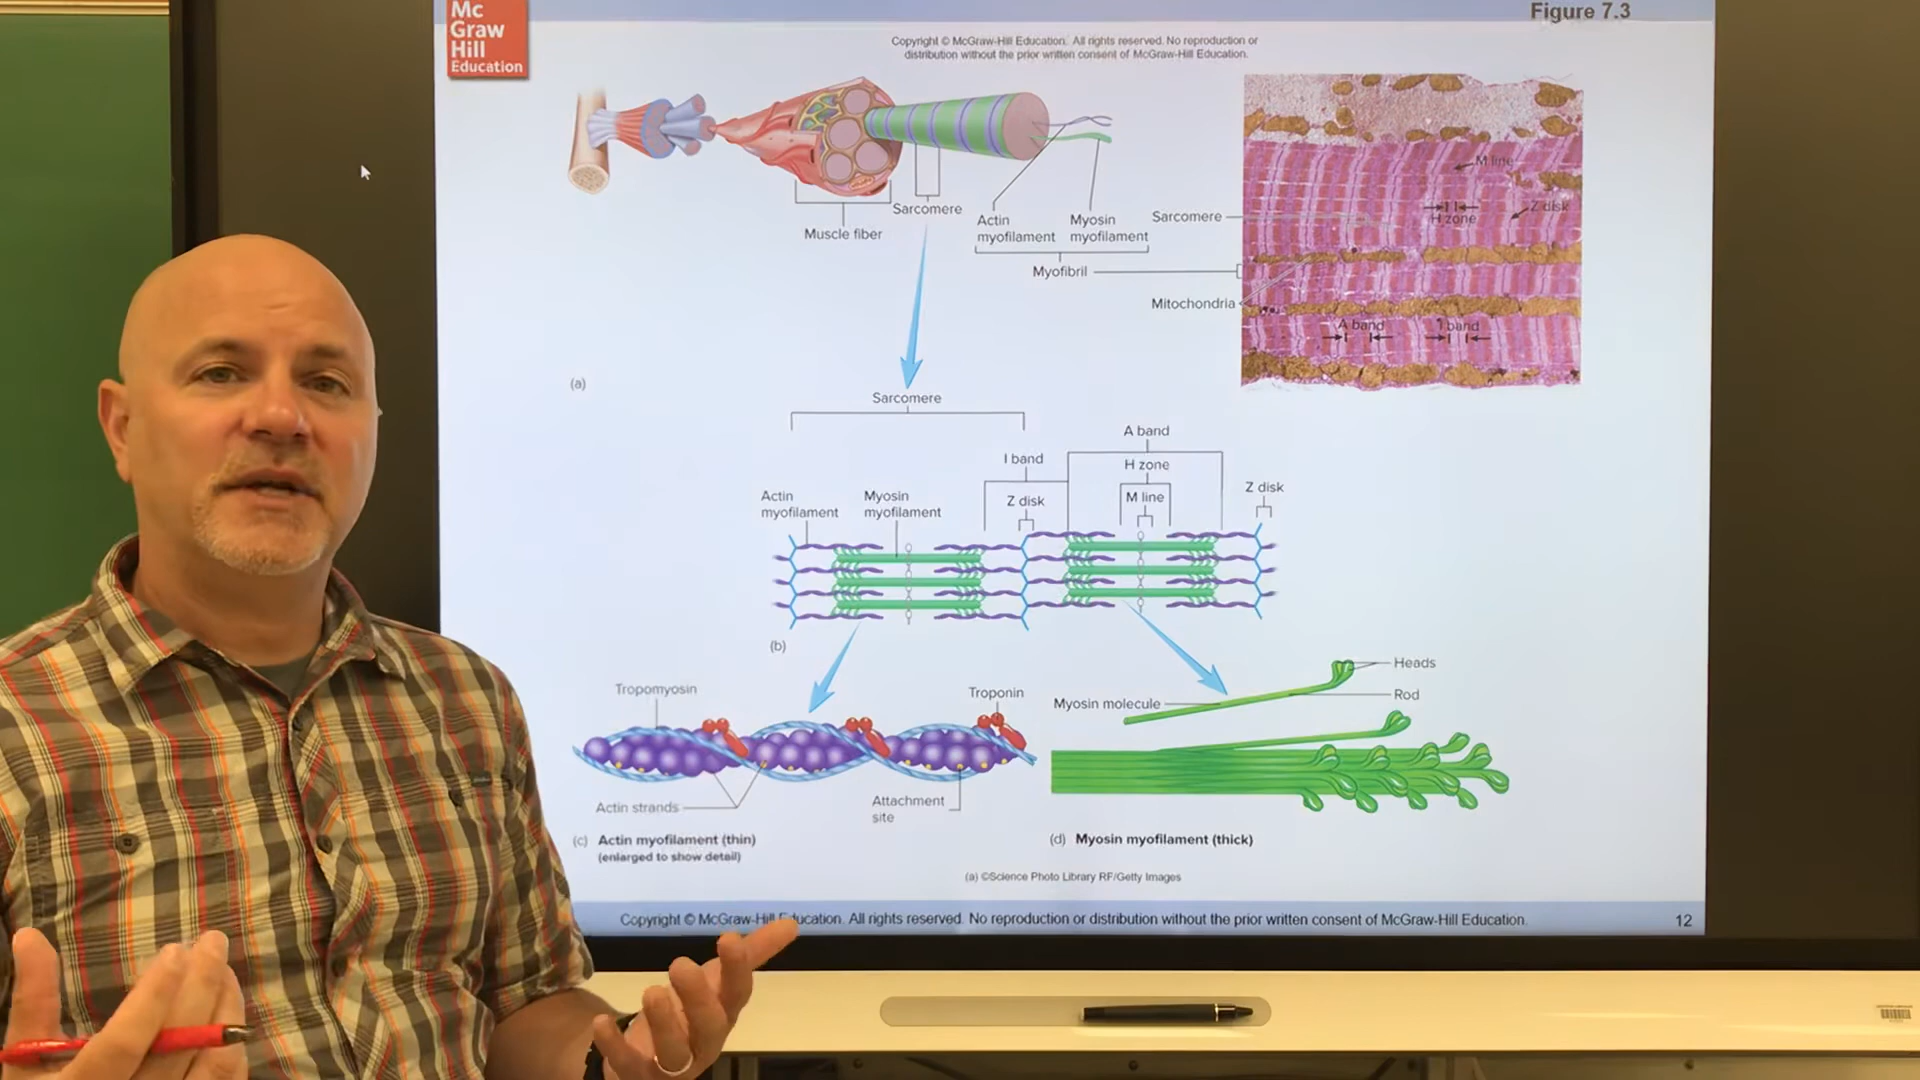 Mc
Graw
Hill
Education
Figure 7.3
Copyright © McGraw-Hill Education. All rights reserved. No reproduction or
distribution without the prior written consent of McGraw-Hill Education.
Muscle fiber
Sarcomere
Actin
myofilament
Myosin
myofilament
Myofibril
Sarcomere
Mitochondria
M line
H zone
Z disk
A band
I band
(a)
Sarcomere
Actin
myofilament
Myosin
myofilament
I band
Z disk
A band
H zone
M line
Z disk
(b)
Tropomyosin
Troponin
Actin strands
Attachment
site
(c) Actin myofilament (thin)
(enlarged to show detail)
Myosin molecule
Heads
Rod
(d) Myosin myofilament (thick)
(a) ©Science Photo Library RF/Getty Images
Copyright © McGraw-Hill Education. All rights reserved. No reproduction or distribution without the prior written consent of McGraw-Hill Education.
12